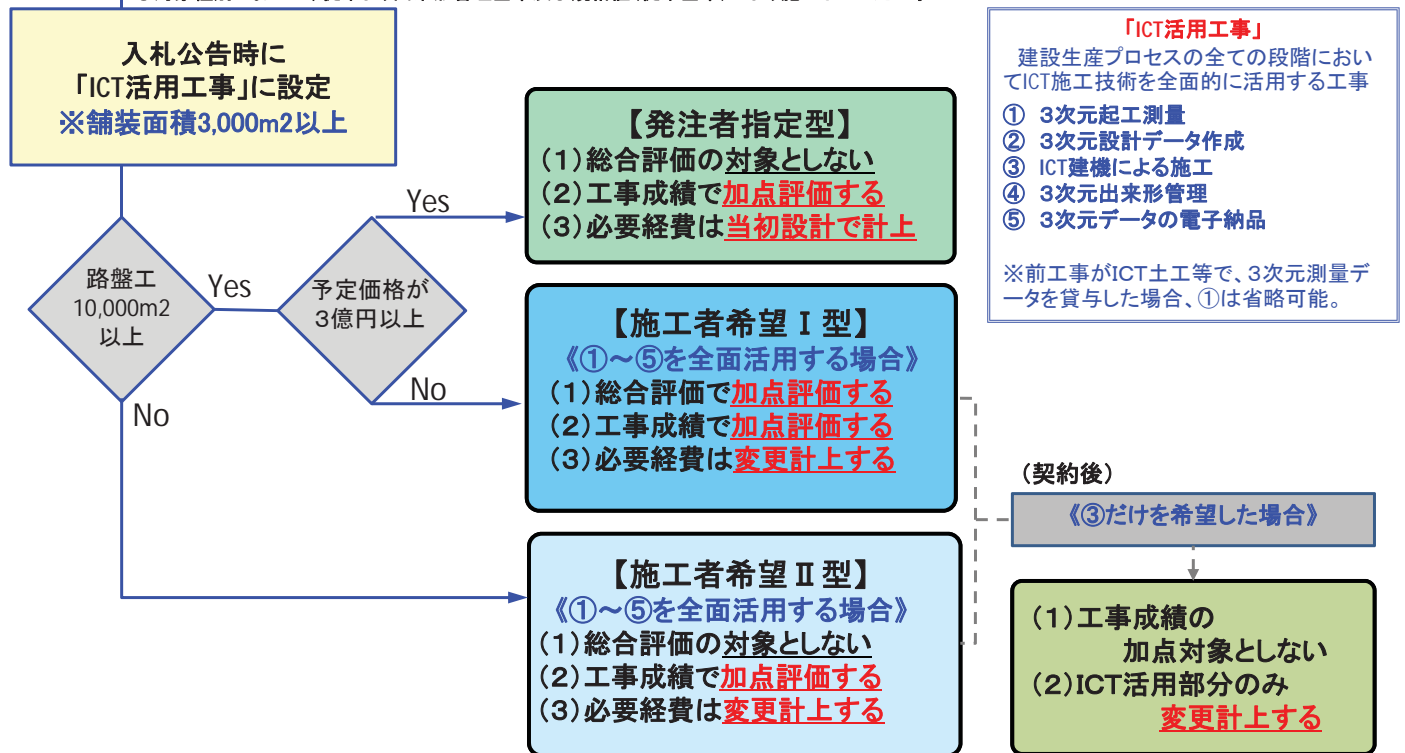 入札公告時に
「ICT活用工事」に設定
※舗装面積3,000m2以上
路盤工
10,000m2
以上
Yes
No
予定価格が
3億円以上
Yes
No
【発注者指定型】
(1)総合評価の対象としない
(2)工事成績で加点評価する
(3)必要経費は当初設計で計上
【施工者希望Ⅰ型】
《①~⑤を全面活用する場合》
(1)総合評価で加点評価する
(2)工事成績で加点評価する
(3)必要経費は変更計上する
【施工者希望Ⅱ型】
《①~⑤を全面活用する場合》
(1)総合評価の対象としない
(2)工事成績で加点評価する
(3)必要経費は変更計上する
「ICT活用工事」
建設生産プロセスの全ての段階におい
てICT施工技術を全面的に活用する工事
① 3次元起工測量
② 3次元設計データ作成
③ ICT建機による施工
④ 3次元出来形管理
⑤ 3次元データの電子納品
※前工事がICT土工等で、3次元測量デ
ータを貸与した場合、①は省略可能。
(契約後)
《③だけを希望した場合》
(1)工事成績の
加点対象としない
(2)ICT活用部分のみ
変更計上する